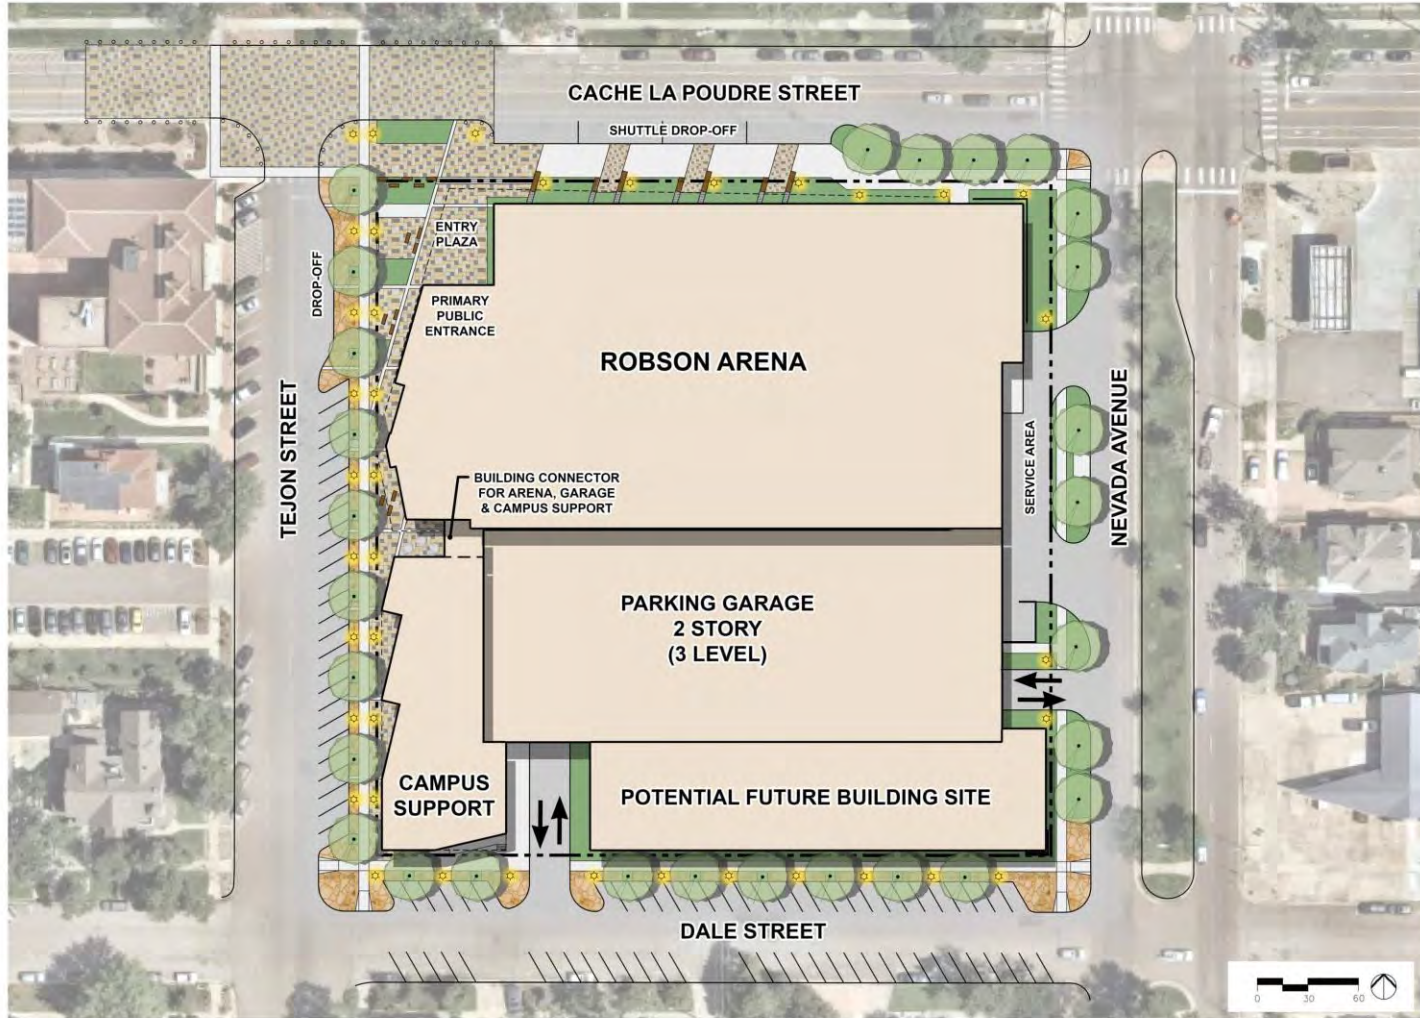 CACHE LA POUDRE STREET
SHUTTLE DROP-OFF
ENTRY
PLAZA
DROP-OFF
PRIMARY
PUBLIC
ENTRANCE
ROBSON ARENA
TEJON STREET
NEVADA AVENUE
SERVICE AREA
BUILDING CONNECTOR
FOR ARENA, GARAGE
& CAMPUS SUPPORT
PARKING GARAGE
2 STORY
(3 LEVEL)
CAMPUS
SUPPORT
POTENTIAL FUTURE BUILDING SITE
DALE STREET
0 30 60